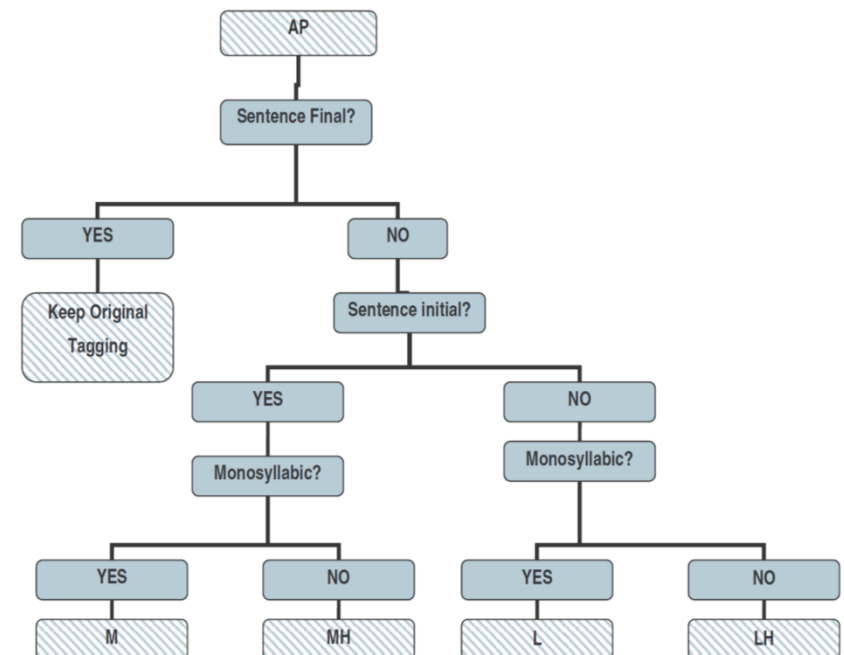 AP
Sentence Final?
YES
NO
Keep Original
Tagging
Sentence initial?
YES
NO
Monosyllabic?
Monosyllabic?
YES
NO
YES
NO
M
MH
L
LH